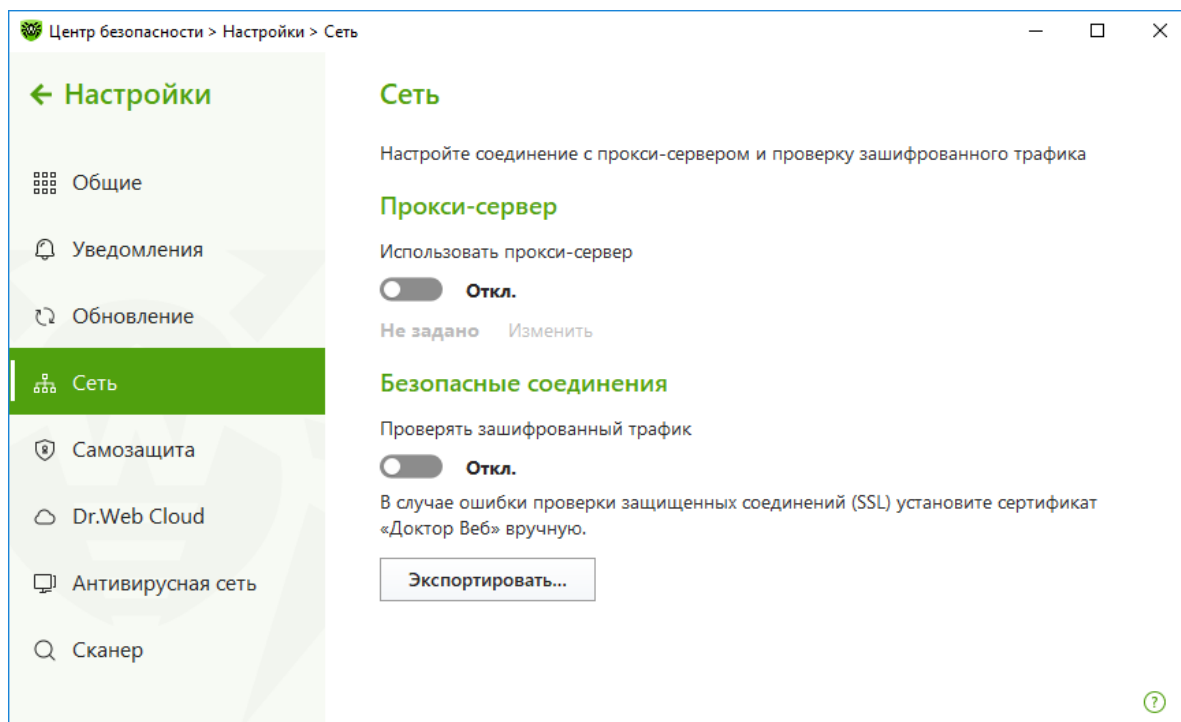 Центр безопасности > Настройки > Сеть
Настройки
Общие
Уведомления
Обновление
Сеть
Самозащита
Dr.Web Cloud
Антивирусная сеть
Сканер
Сеть
Настройте соединение с прокси-сервером и проверку зашифрованного трафика
Прокси-сервер
Использовать прокси-сервер
Откл.
Не задано Изменить
Безопасные соединения
Проверять зашифрованный трафик
Откл.
В случае ошибки проверки защищенных соединений (SSL) установите сертификат
«Доктор Веб» вручную.
Экспортировать...
?